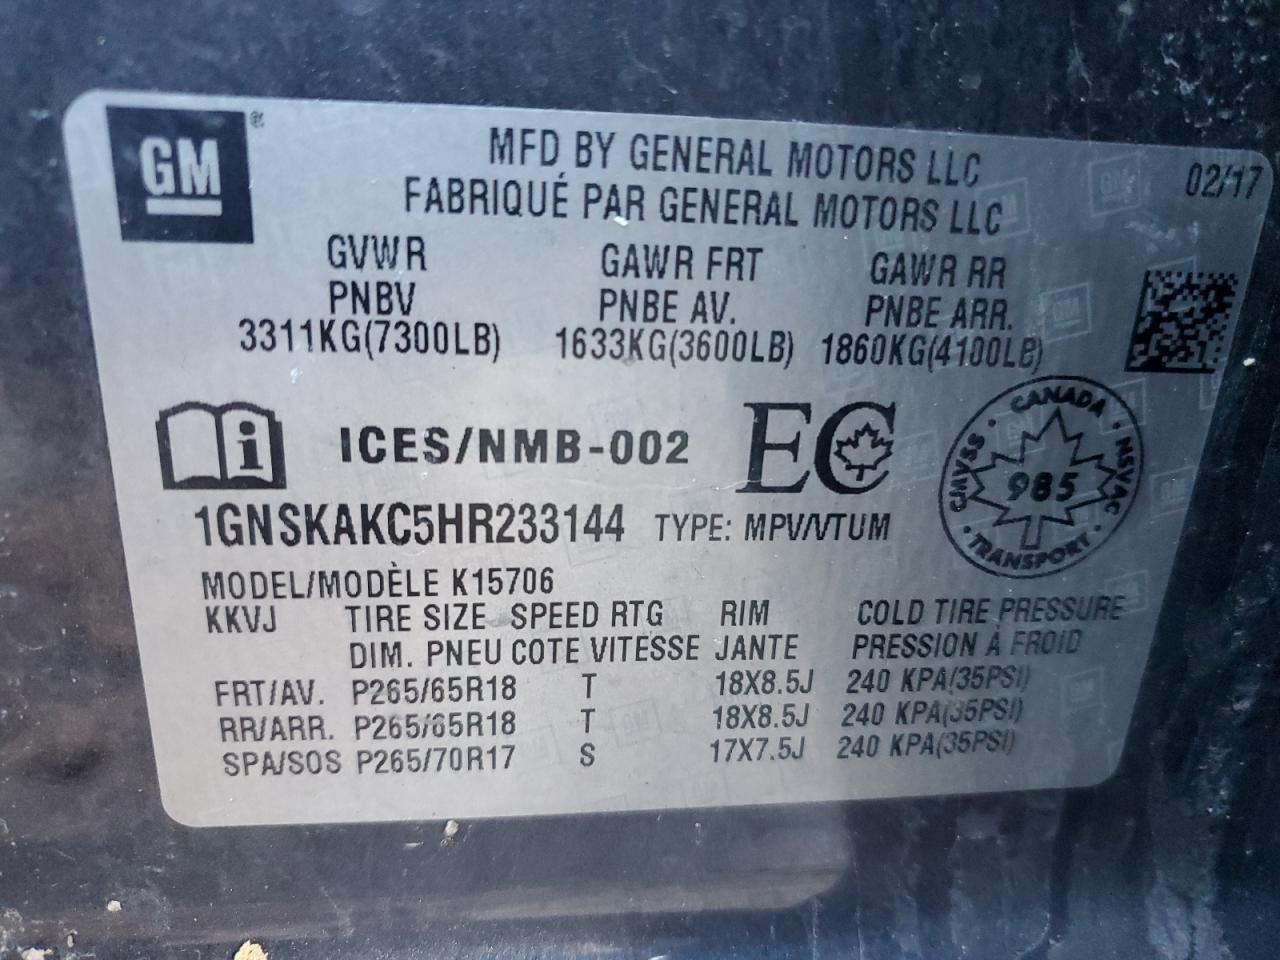 GM ®
MFD BY GENERAL MOTORS LLC
FABRIQUÉ PAR GENERAL MOTORS LLC
02/17
GVWR GAWR FRT GAWR RR
PNBV PNBE AV. PNBE ARR.
3311KG(7300LB) 1633KG(3600LB) 1860KG(4100LB)
i ICES/NMB-002 EC
CANADA · NSVAC · TRANSPORT · CMVSS ·
985
1GNSKAKC5HR233144 TYPE: MPV/VTUM
MODEL/MODÈLE K15706
KKVJ TIRE SIZE SPEED RTG RIM COLD TIRE PRESSURE
DIM. PNEU COTE VITESSE JANTE PRESSION À FROID
FRT/AV. P265/65R18 T 18X8.5J 240 KPA(35PSI)
RR/ARR. P265/65R18 T 18X8.5J 240 KPA(35PSI)
SPA/SOS P265/70R17 S 17X7.5J 240 KPA(35PSI)